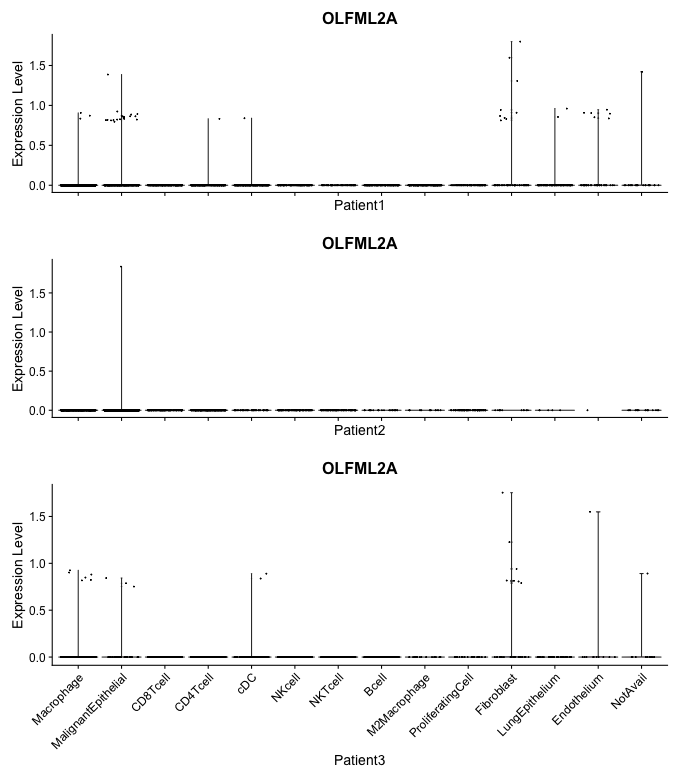 OLFML2A
Expression Level
1.5
1.0
0.5
0.0
Patient1
OLFML2A
Expression Level
1.5
1.0
0.5
0.0
Patient2
OLFML2A
Expression Level
1.5
1.0
0.5
0.0
Macrophage
MalignantEpithelial
CD8Tcell
CD4Tcell
cDC
NKcell
NKTcell
Bcell
M2Macrophage
ProliferatingCell
Fibroblast
LungEpithelium
Endothelium
NotAvail
Patient3